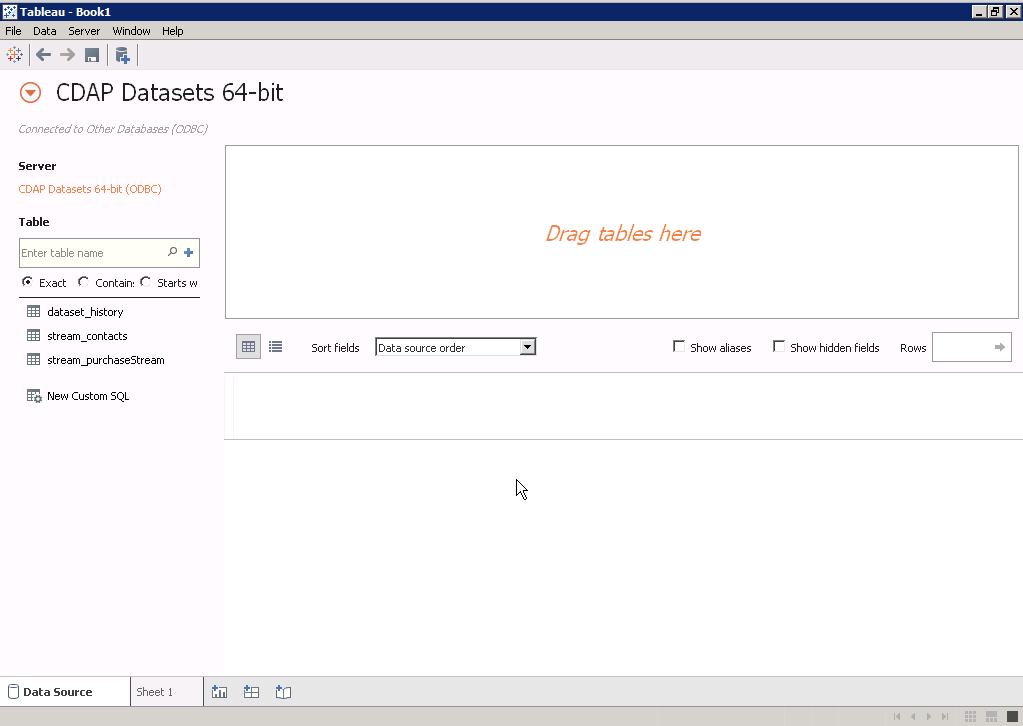 Tableau - Book1
File Data Server Window Help
CDAP Datasets 64-bit
Connected to Other Databases (ODBC)
Server
CDAP Datasets 64-bit (ODBC)
Table
Enter table name
Exact Contain: Starts w
dataset_history
stream_contacts
stream_purchaseStream
New Custom SQL
Drag tables here
Sort fields Data source order Show aliases Show hidden fields Rows
Data Source Sheet 1